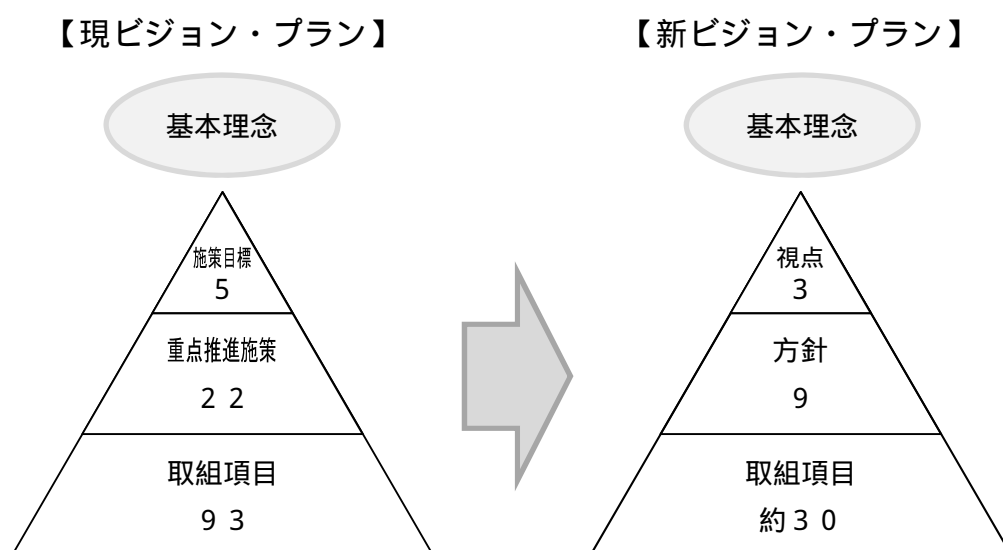 【現ビジョン・プラン】
基本理念
施策目標
5
重点推進施策
２２
取組項目
９３
【新ビジョン・プラン】
基本理念
視点
3
方針
9
取組項目
約３０